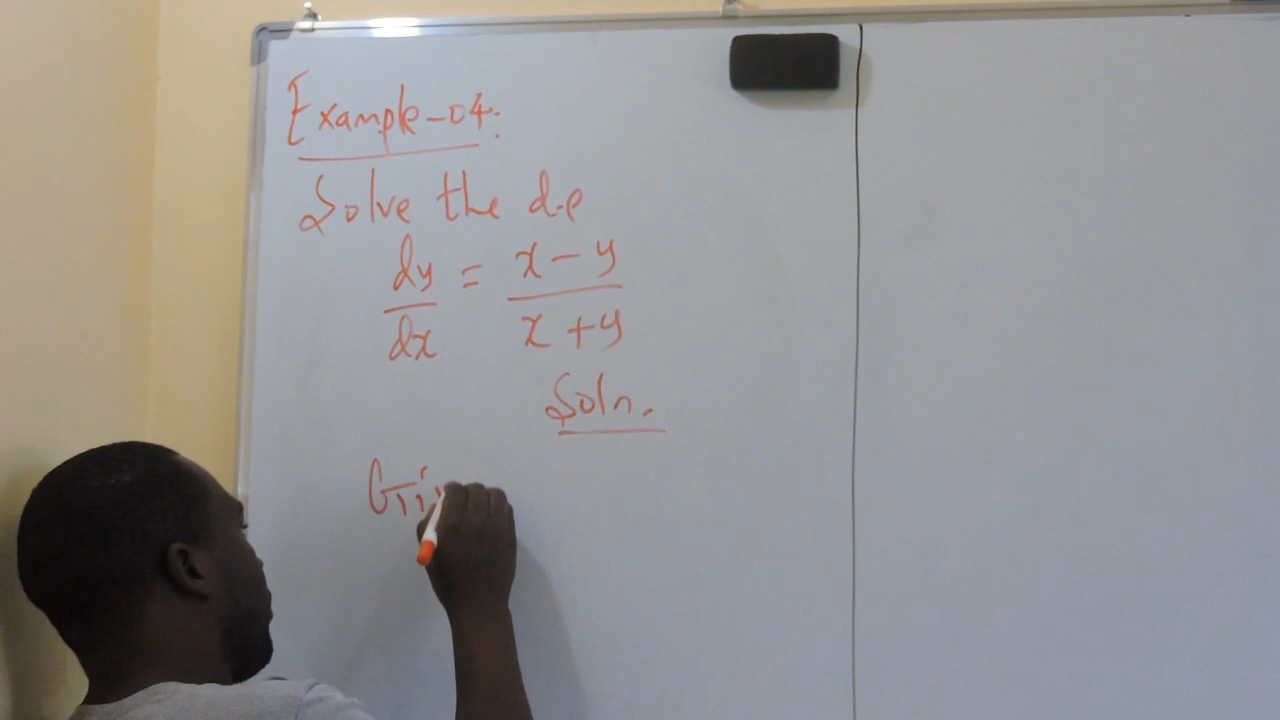 Example-04:
Solve the d.e
dy/dx = x - y / x + y
Soln.